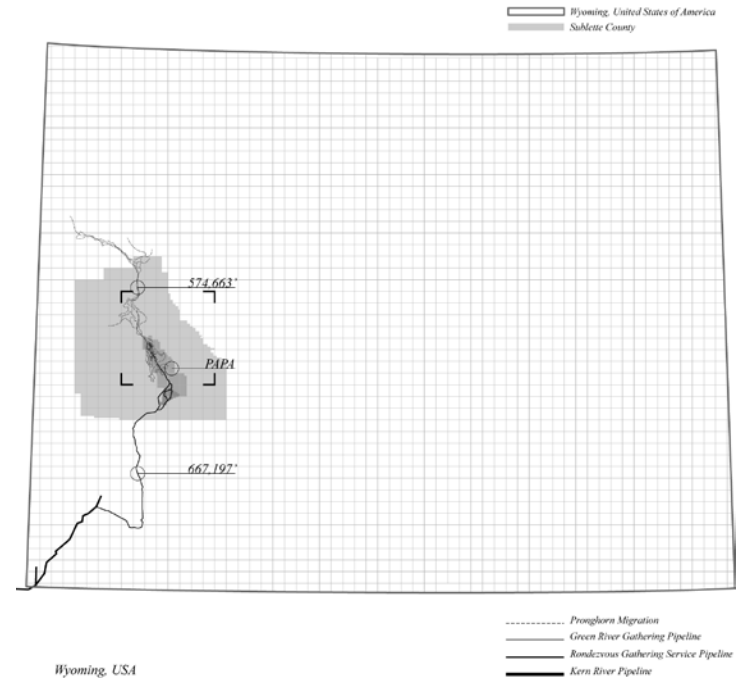 Wyoming, United States of America
Sublette County
574,663'
PAPA
667,197'
Pronghorn Migration
Green River Gathering Pipeline
Rondezvous Gathering Service Pipeline
Kern River Pipeline
Wyoming, USA